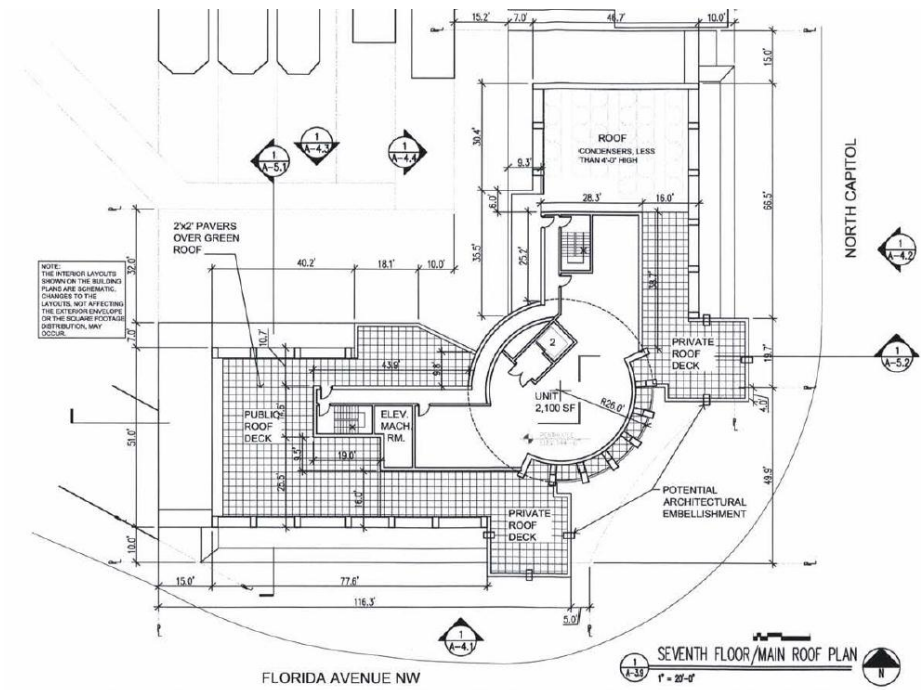 15.2'
7.0'
46.7'
10.0'
15.0'
1
A-5.1
1
A-4.3
1
A-4.4
30.4'
9.3'
ROOF
CONDENSERS, LESS
THAN 4'-0" HIGH
66.5'
NORTH CAPITOL
28.3'
16.0'
6.0'
35.5'
25.2'
2'x2' PAVERS
OVER GREEN
ROOF
1
A-4.2
NOTE:
THE INTERIOR LAYOUTS
SHOWN ON THE BUILDING
PLANS ARE SCHEMATIC,
CHANGES TO THE
LAYOUTS, NOT AFFECTING
THE EXTERIOR ENVELOPE
OR THE SQUARE FOOTAGE
DISTRIBUTION, MAY
OCCUR.
32.0'
40.2'
18.1'
10.0'
7.0'
10.7'
43.9'
9.8'
2
PRIVATE
ROOF
DECK
19.7'
1
A-5.2
4.0'
UNIT
2,100 SF
R26.0'
PUBLIC
ROOF
DECK
ELEV.
MACH.
RM.
51.0'
9.5'
19.0'
16.0'
49.9'
POTENTIAL
ARCHITECTURAL
EMBELLISHMENT
PRIVATE
ROOF
DECK
10.0'
15.0'
77.6'
116.3'
5.0'
1
A-4.1
FLORIDA AVENUE NW
1
SEVENTH FLOOR/MAIN ROOF PLAN
1" = 20'-0"
N